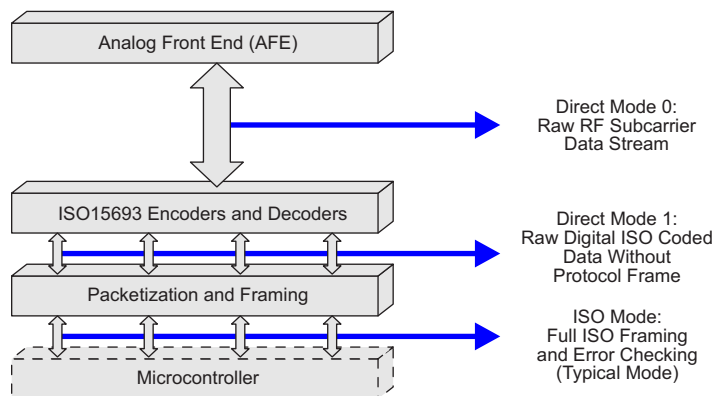 Analog Front End (AFE)
Direct Mode 0:
Raw RF Subcarrier
Data Stream
ISO15693 Encoders and Decoders
Direct Mode 1:
Raw Digital ISO Coded
Data Without
Protocol Frame
Packetization and Framing
ISO Mode:
Full ISO Framing
and Error Checking
(Typical Mode)
Microcontroller